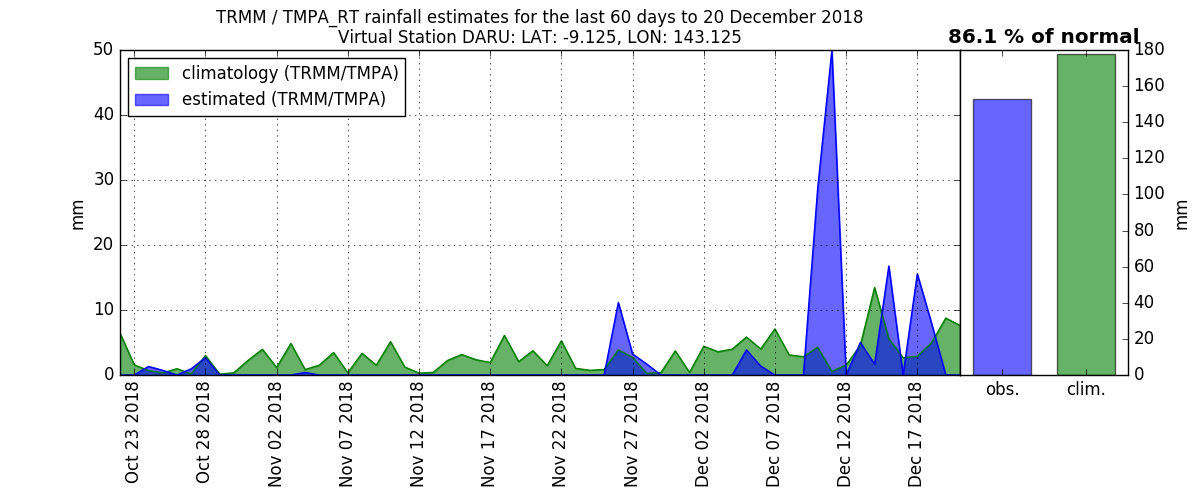 TRMM / TMPA_RT rainfall estimates for the last 60 days to 20 December 2018
Virtual Station DARU: LAT: -9.125, LON: 143.125
86.1 % of normal
climatology (TRMM/TMPA)
estimated (TRMM/TMPA)
50
40
30
20
10
0
mm
Oct 23 2018
Oct 28 2018
Nov 02 2018
Nov 07 2018
Nov 12 2018
Nov 17 2018
Nov 22 2018
Nov 27 2018
Dec 02 2018
Dec 07 2018
Dec 12 2018
Dec 17 2018
obs.
clim.
180
160
140
120
100
80
60
40
20
0
mm